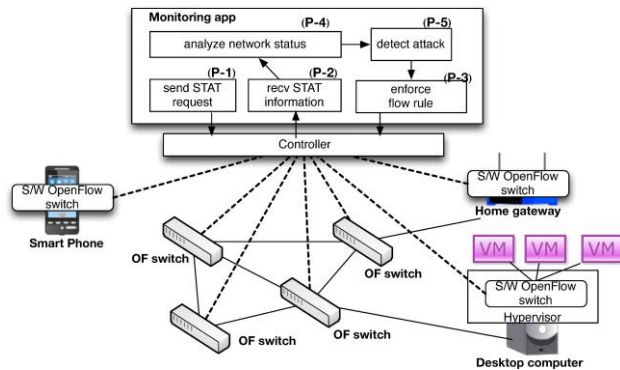 Monitoring app
(P-4)
(P-5)
analyze network status
detect attack
(P-1)
(P-2)
(P-3)
send STAT
request
recv STAT
information
enforce
flow rule
Controller
S/W OpenFlow
switch
Smart Phone
S/W OpenFlow
switch
Home gateway
OF switch
OF switch
OF switch
OF switch
VM
VM
VM
S/W OpenFlow
switch
Hypervisor
Desktop computer